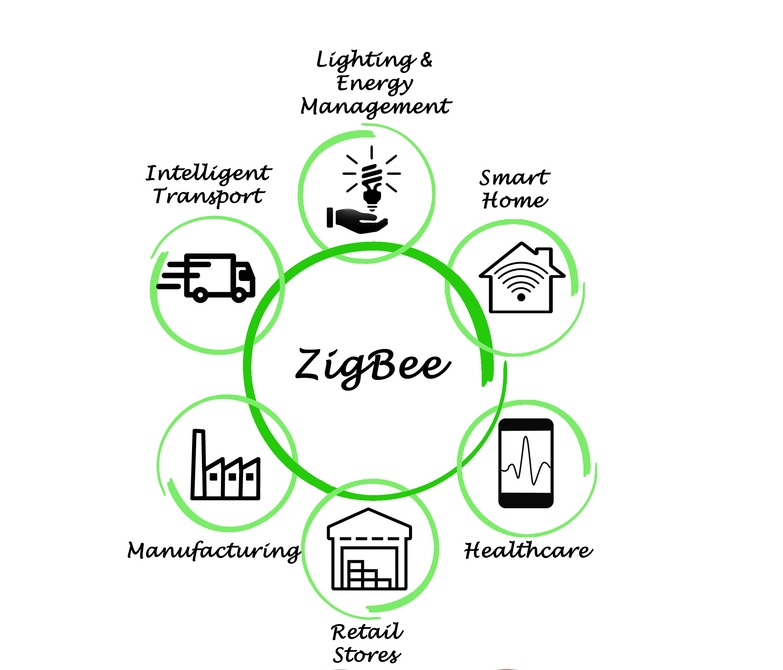 Lighting &
Energy
Management
Intelligent
Transport
Smart
Home
ZigBee
Manufacturing
Healthcare
Retail
Stores